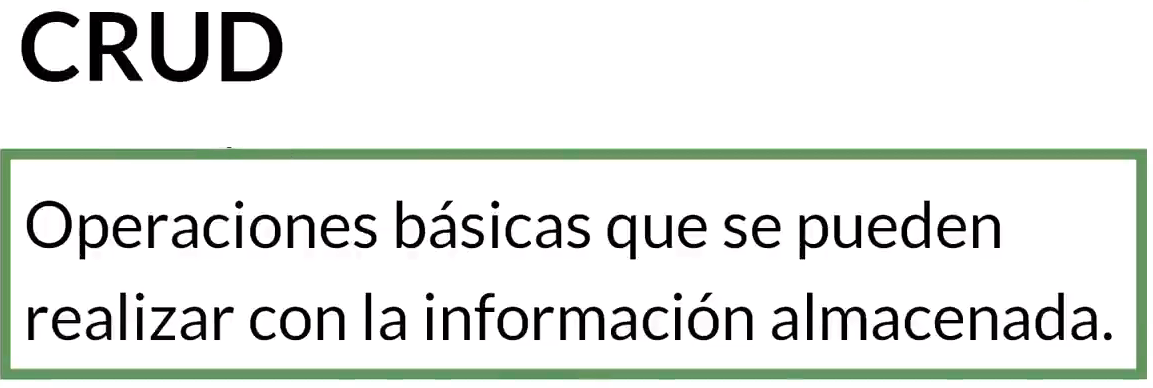 CRUD
Operaciones básicas que se pueden
realizar con la información almacenada.